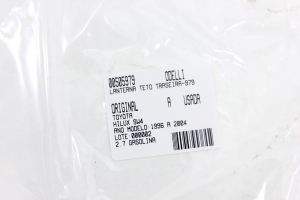 00505979 ODELLI
LANTERNA TETO TRASEIRA-979
ORIGINAL A USADA
TOYOTA
HILUX SW4
ANO MODELO:1996 A 2004
LOTE :000002
2.7 GASOLINA